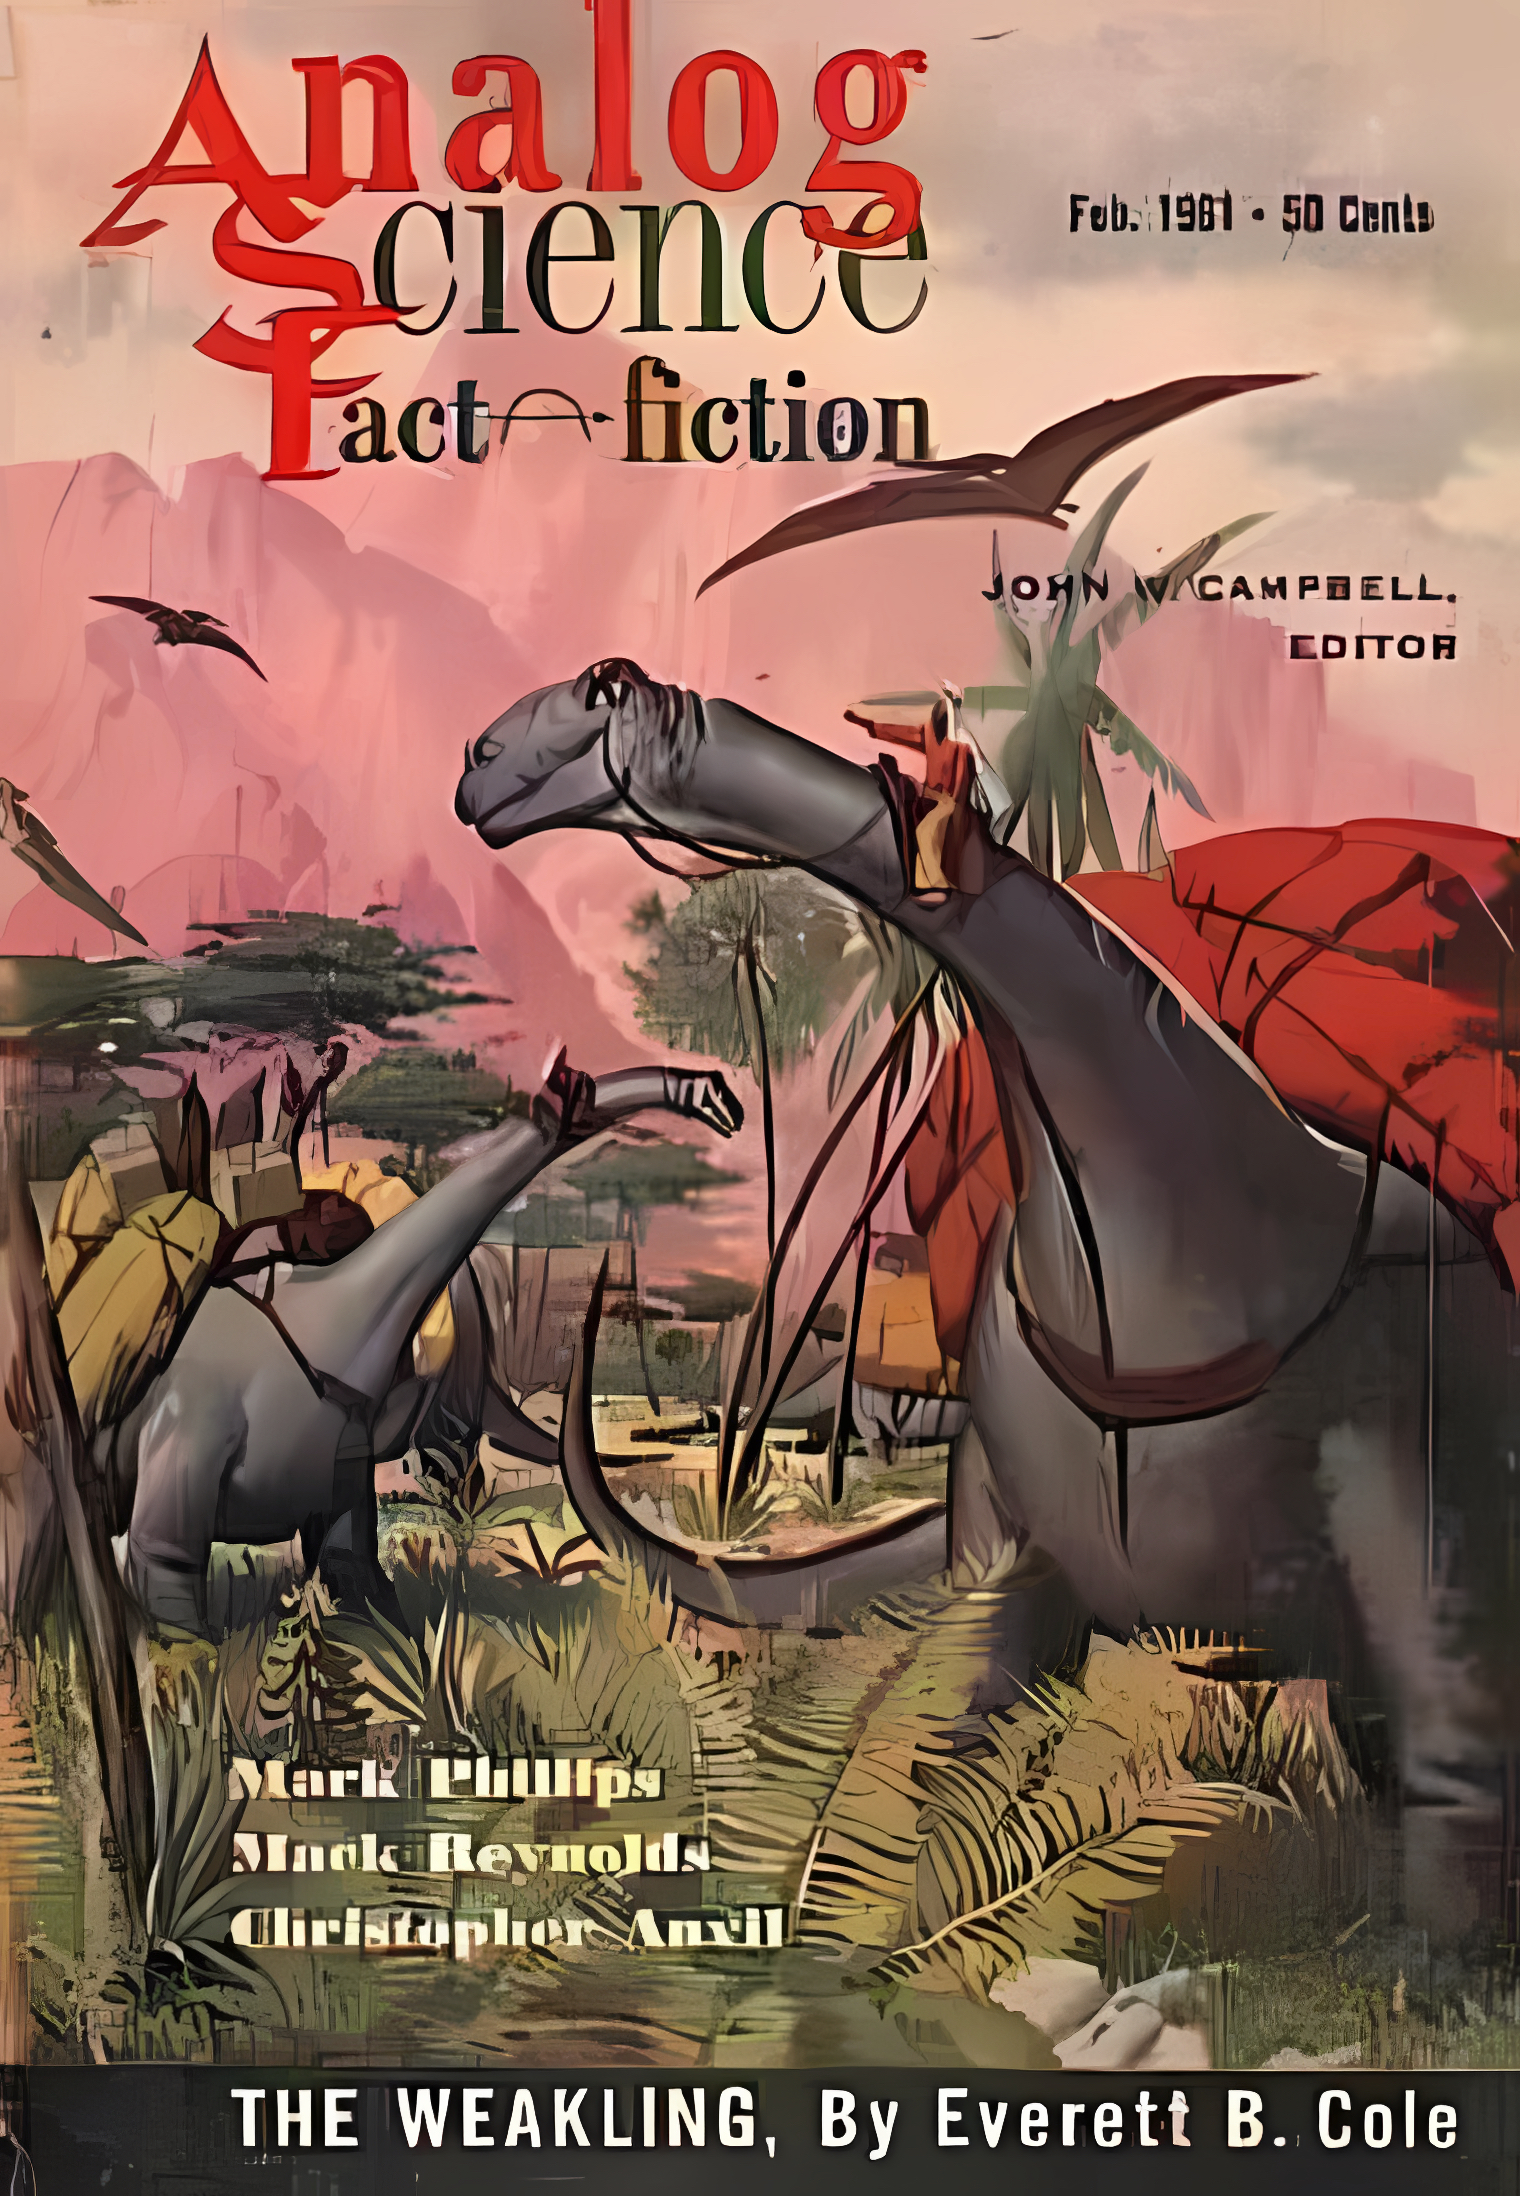 Analog
Science
Fact fiction
1961 • 50 Cents
JOHN W. CAMPBELL,
EDITOR
Mark Phillips
Mack Reynolds
Christopher Anvil
THE WEAKLING, By Everett B. Cole